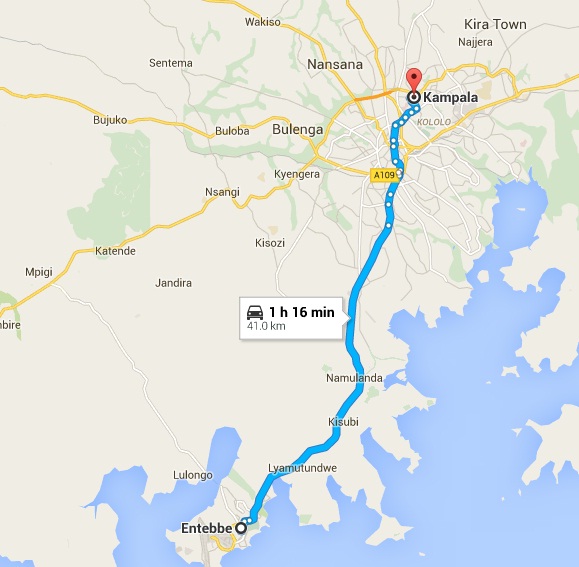 Wakiso
Kira Town
Najjera
Sentema
Nansana
Kampala
KOLOLO
Bujuko
Buloba
Bulenga
Kyengera
A109
Nsangi
Kisozi
Katende
Mpigi
Jandira
1 h 16 min
41.0 km
mbire
Namulanda
Kisubi
Lyamutundwe
Lulongo
Entebbe